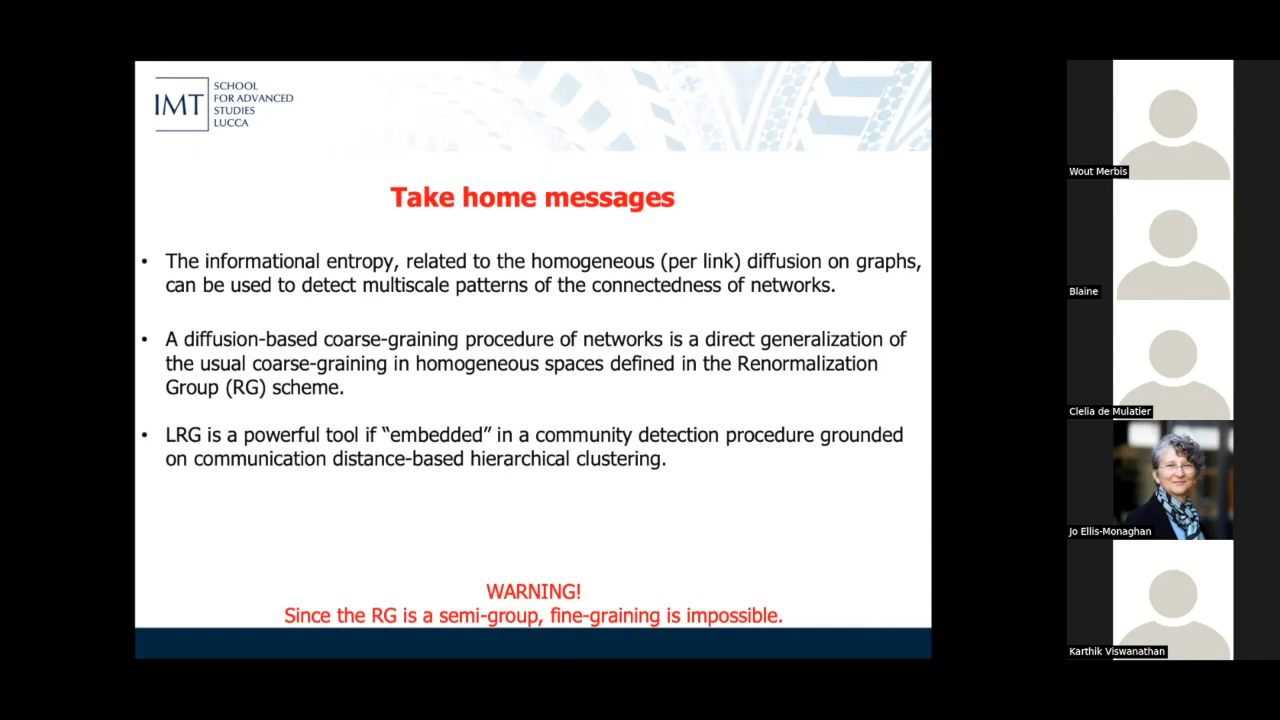 IMT
SCHOOL
FOR ADVANCED
STUDIES
LUCCA
Take home messages
• The informational entropy, related to the homogeneous (per link) diffusion on graphs,
can be used to detect multiscale patterns of the connectedness of networks.
• A diffusion-based coarse-graining procedure of networks is a direct generalization of
the usual coarse-graining in homogeneous spaces defined in the Renormalization
Group (RG) scheme.
• LRG is a powerful tool if “embedded” in a community detection procedure grounded
on communication distance-based hierarchical clustering.
WARNING!
Since the RG is a semi-group, fine-graining is impossible.
Wout Merbis
Blaine
Clelia de Mulatier
Jo Ellis-Monaghan
Karthik Viswanathan